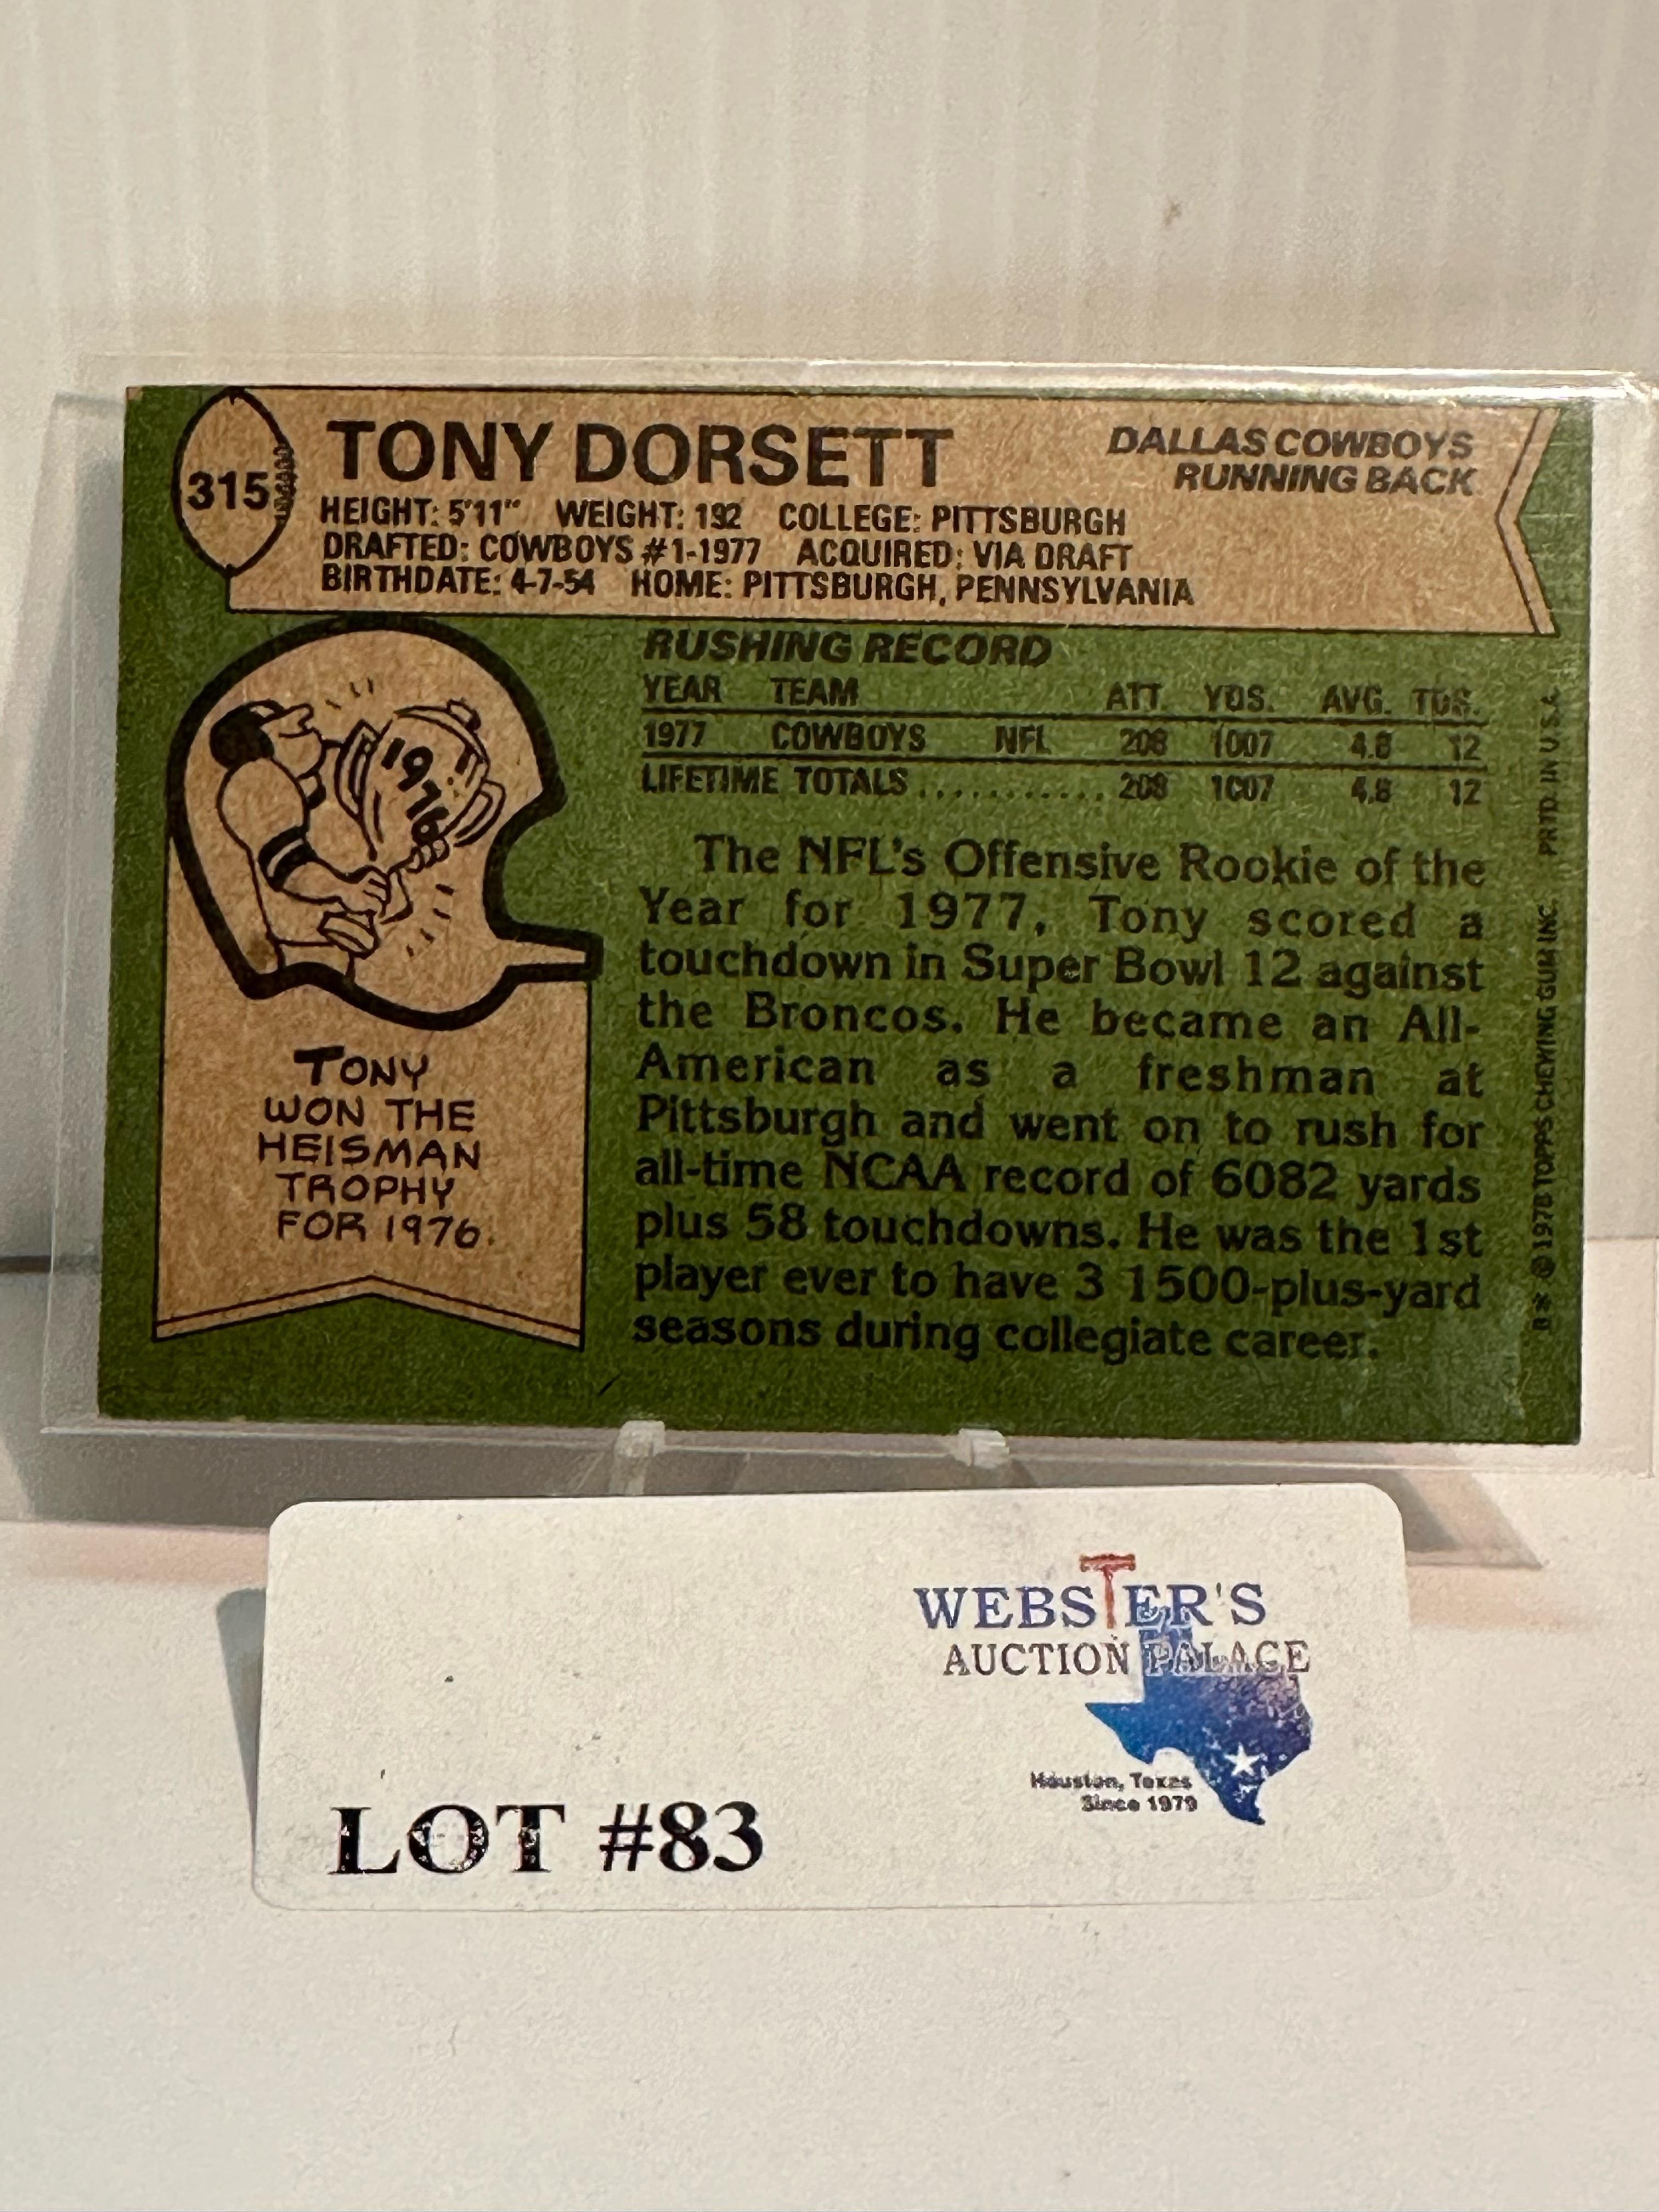 315
TONY DORSETT
DALLAS COWBOYS
RUNNING BACK
HEIGHT: 5'11" WEIGHT: 192 COLLEGE: PITTSBURGH
DRAFTED: COWBOYS #1-1977 ACQUIRED: VIA DRAFT
BIRTHDATE: 4-7-54 HOME: PITTSBURGH, PENNSYLVANIA
1976
TONY
WON THE
HEISMAN
TROPHY
FOR 1976.
RUSHING RECORD
YEAR TEAM ATT. YDS. AVG. TDS.
1977 COWBOYS NFL 208 1007 4.8 12
LIFETIME TOTALS ........... 208 1007 4.8 12
The NFL's Offensive Rookie of the
Year for 1977, Tony scored a
touchdown in Super Bowl 12 against
the Broncos. He became an All-
American as a freshman at
Pittsburgh and went on to rush for
all-time NCAA record of 6082 yards
plus 58 touchdowns. He was the 1st
player ever to have 3 1500-plus-yard
seasons during collegiate career.
B* © 1978 TOPPS CHEWING GUM INC. PRTD. IN U.S.A.
WEBSTER'S
AUCTION PALACE
Houston, Texas
Since 1979
LOT #83